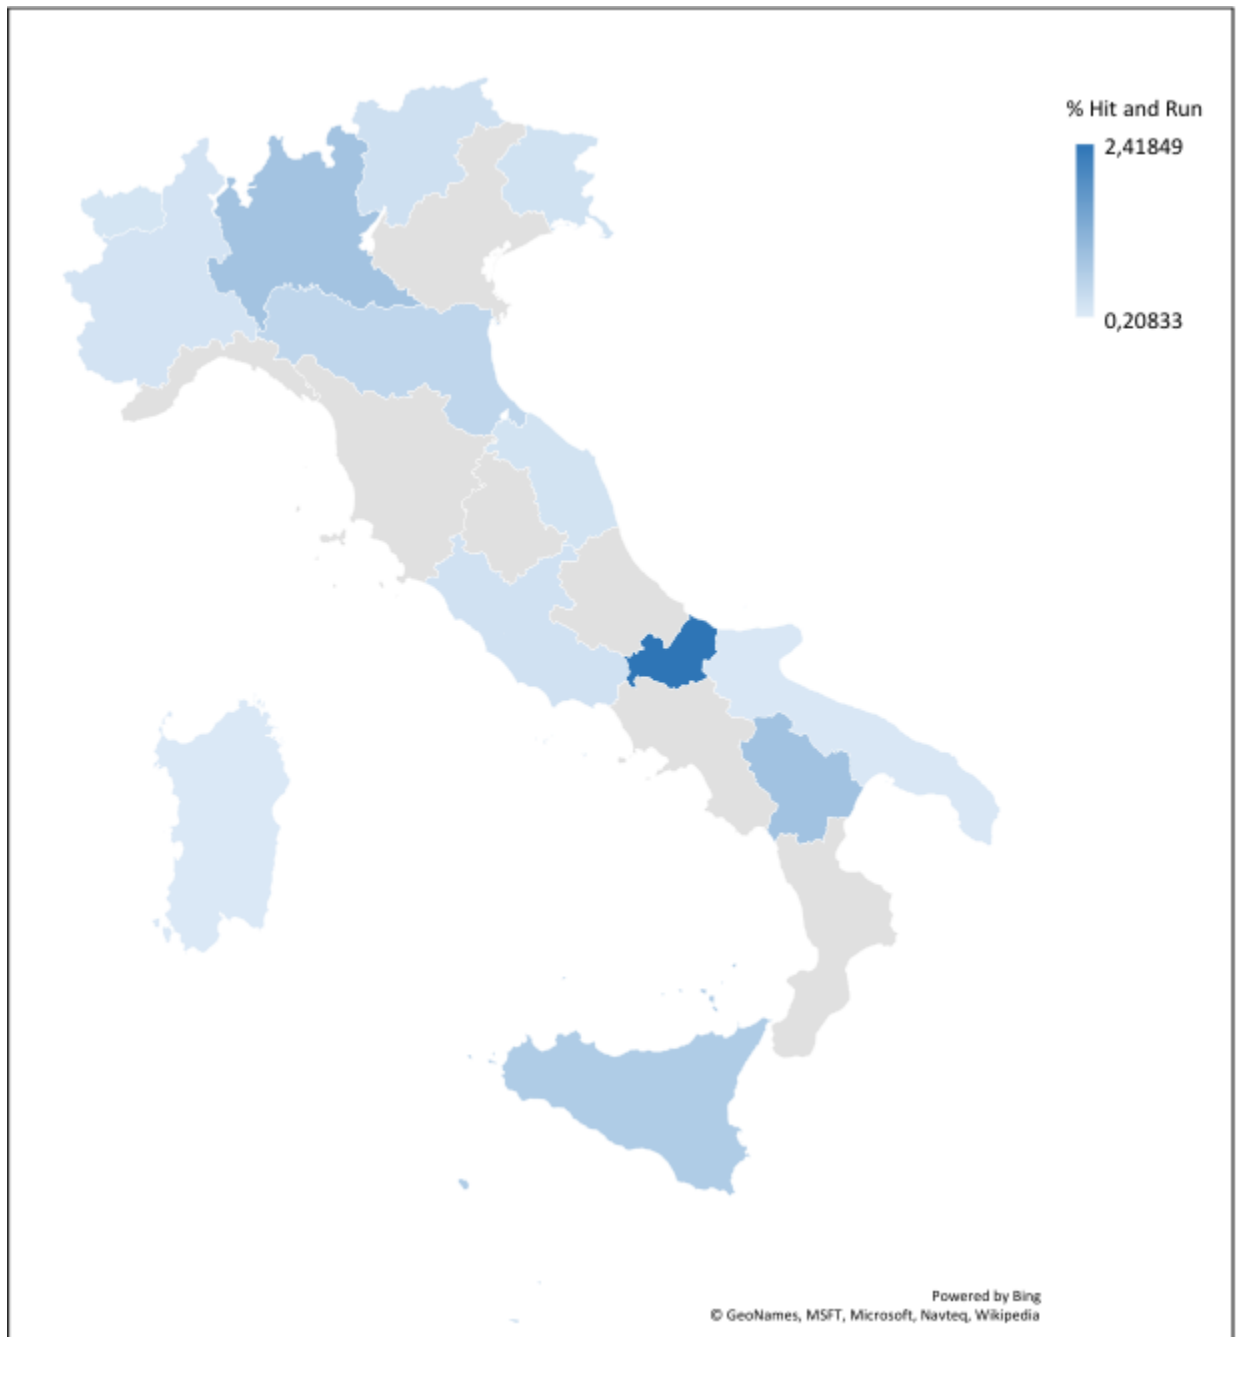 % Hit and Run
2,41849
0,20833
Powered by Bing
© GeoNames, MSFT, Microsoft, Navteq, Wikipedia